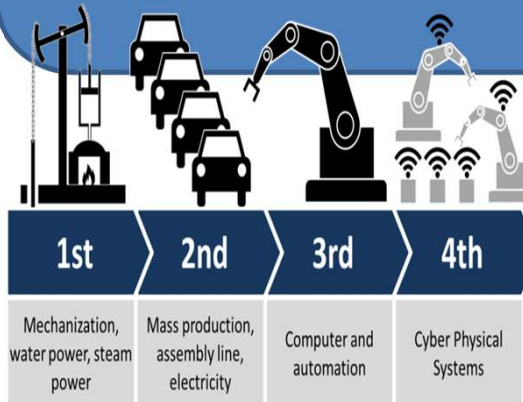 1st
2nd
3rd
4th
Mechanization,
water power, steam
power
Mass production,
assembly line,
electricity
Computer and
automation
Cyber Physical
Systems